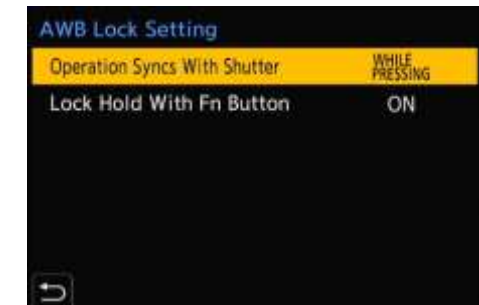 AWB Lock Setting
Operation Syncs With Shutter WHILE PRESSING
Lock Hold With Fn Button ON